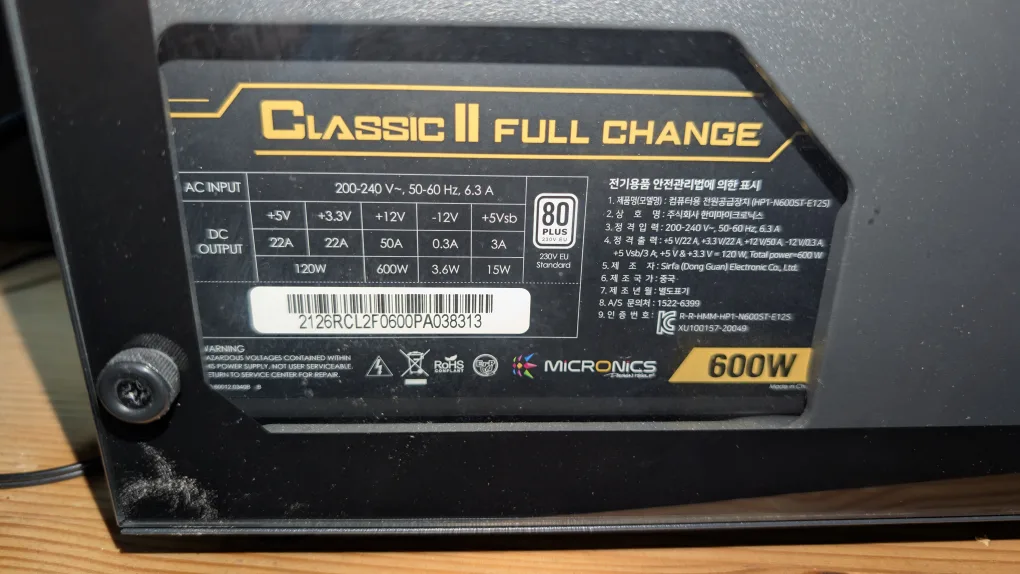 CLASSIC II FULL CHANGE
AC INPUT 200-240 V~, 50-60 Hz, 6.3 A
DC OUTPUT +5V +3.3V +12V -12V +5Vsb
22A 22A 50A 0.3A 3A
120W 600W 3.6W 15W
80
PLUS
230V EU
230V EU
Standard
2126RCL2F0600PA038313
전기용품 안전관리법에 의한 표시
1. 제품명(모델명) : 컴퓨터용 전원공급장치 (HP1-N600ST-E12S)
2. 상 호 명 : 주식회사 한미마이크로닉스
3. 정 격 입 력 : 200-240 V~, 50-60 Hz, 6.3 A
4. 정 격 출 력 : +5 V/22 A, +3.3 V/22 A, +12 V/50 A, -12 V/0.3 A,
+5 Vsb/3 A; +5 V & +3.3 V = 120 W, Total power=600 W
5. 제 조 자 : Sirfa (Dong Guan) Electronic Co., Ltd.
6. 제 조 국 가 : 중국
7. 제 조 년 월 : 별도표기
8. A/S 문의처 : 1522-6399
9. 인 증 번 호 : R-R-HMM-HP1-N600ST-E12S
XU100157-20049
WARNING
HAZARDOUS VOLTAGES CONTAINED WITHIN
POWER SUPPLY, NOT USER SERVICEABLE.
RETURN TO SERVICE CENTER FOR REPAIR.
RoHS
COMPLIANT
MICRONICS
600W
Made in